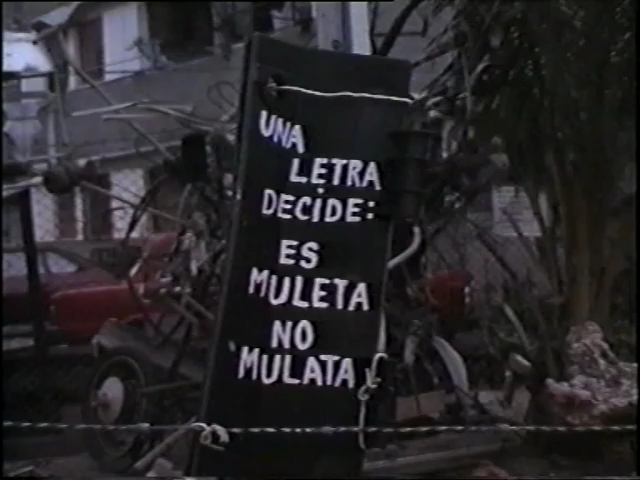 UNA
LETRA
DECIDE:
ES
MULETA
NO
MULATA